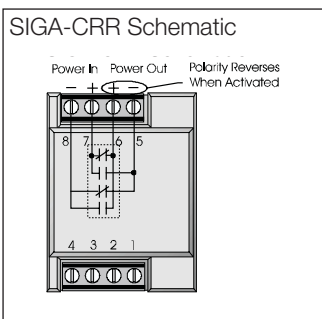 SIGA-CRR Schematic
Power In Power Out Polarity Reverses
When Activated
− + + −
8 7 6 5
4 3 2 1